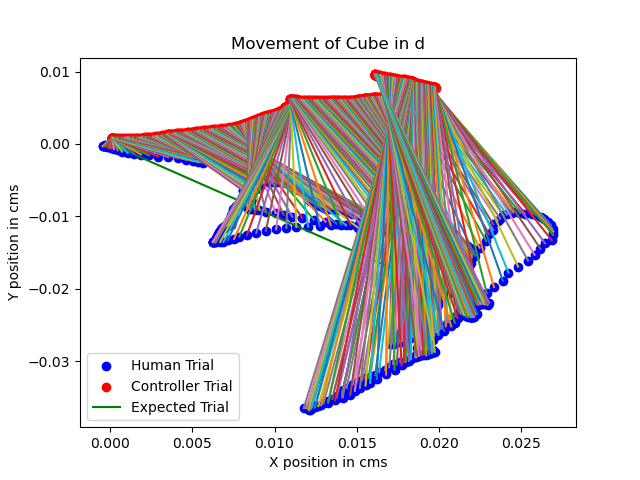 Movement of Cube in d
0.01
0.00
−0.01
−0.02
−0.03
Y position in cms
Human Trial
Controller Trial
Expected Trial
0.000 0.005 0.010 0.015 0.020 0.025
X position in cms